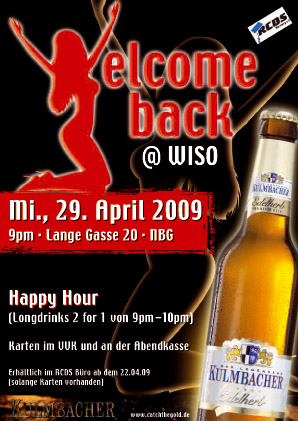 RCDS
Welcome
back
@ WISO
Mi., 29. April 2009
9pm · Lange Gasse 20 · NBG
Happy Hour
(Longdrinks 2 for 1 von 9pm–10pm)
Karten im VVK und an der Abendkasse
Erhältlich im RCDS Büro ab dem 22.04.09
(solange Karten vorhanden)
KULMBACHER
www.catchthegold.de
KULMBACHER
Edelherb
KULMBACHER
Edelherb